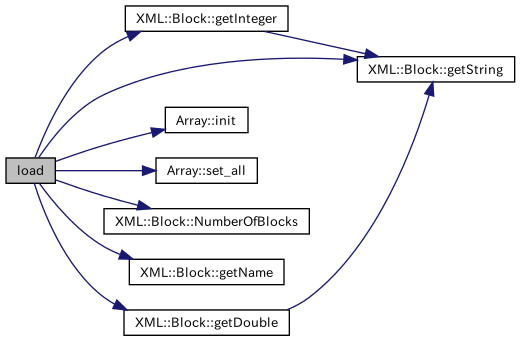 XML::Block::getInteger
XML::Block::getString
Array::init
load
Array::set_all
XML::Block::NumberOfBlocks
XML::Block::getName
XML::Block::getDouble